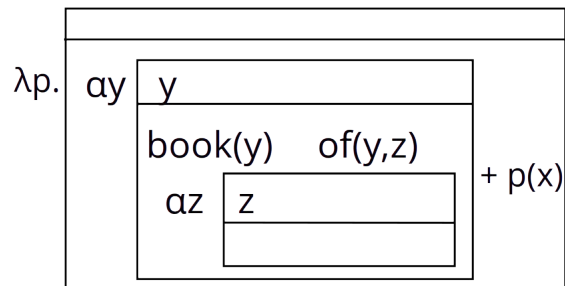 λp. αy y
book(y) of(y,z)
+ p(x)
αz z